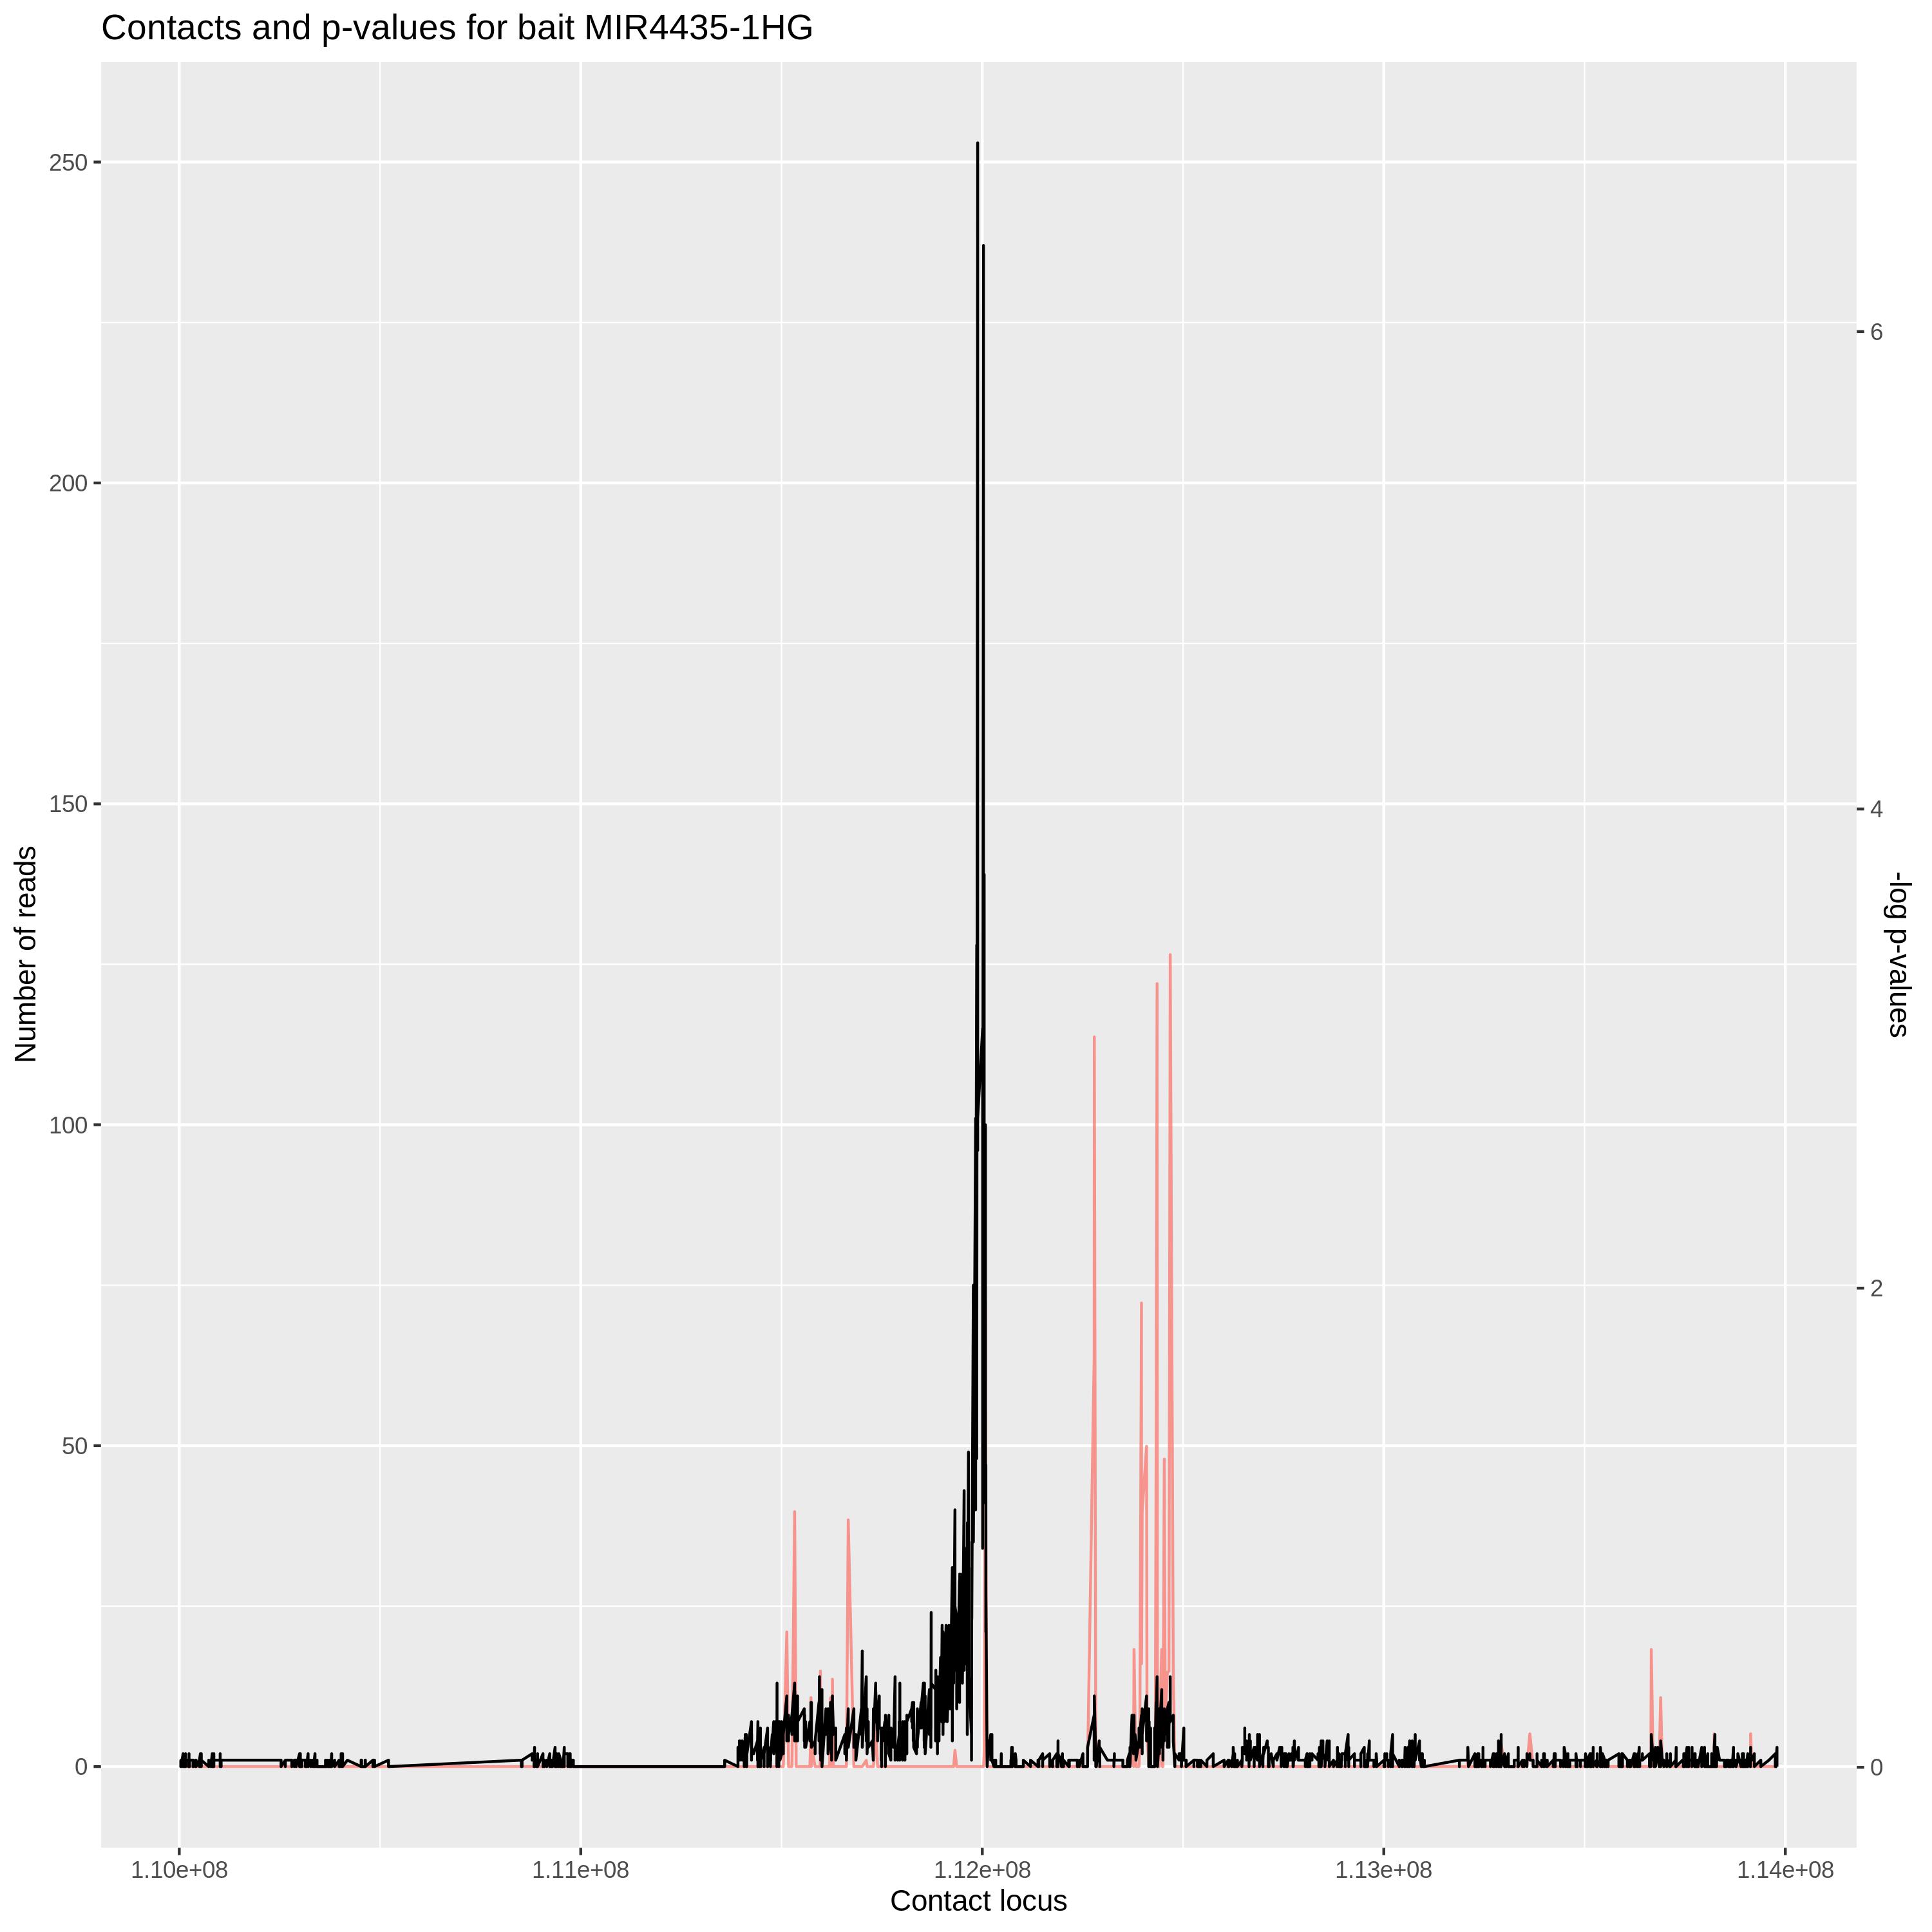 Contacts and p-values for bait MIR4435-1HG
250
200
150
100
50
0
Number of reads
6
4
2
0
-log p-values
1.10e+08
1.11e+08
1.12e+08
1.13e+08
1.14e+08
Contact locus